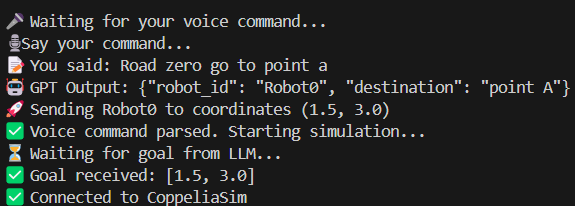 🎤 Waiting for your voice command...
🎙️Say your command...
📝 You said: Road zero go to point a
🤖 GPT Output: {"robot_id": "Robot0", "destination": "point A"}
🚀 Sending Robot0 to coordinates (1.5, 3.0)
✅ Voice command parsed. Starting simulation...
⏳ Waiting for goal from LLM...
✅ Goal received: [1.5, 3.0]
✅ Connected to CoppeliaSim